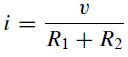 i = v / (R₁ + R₂)